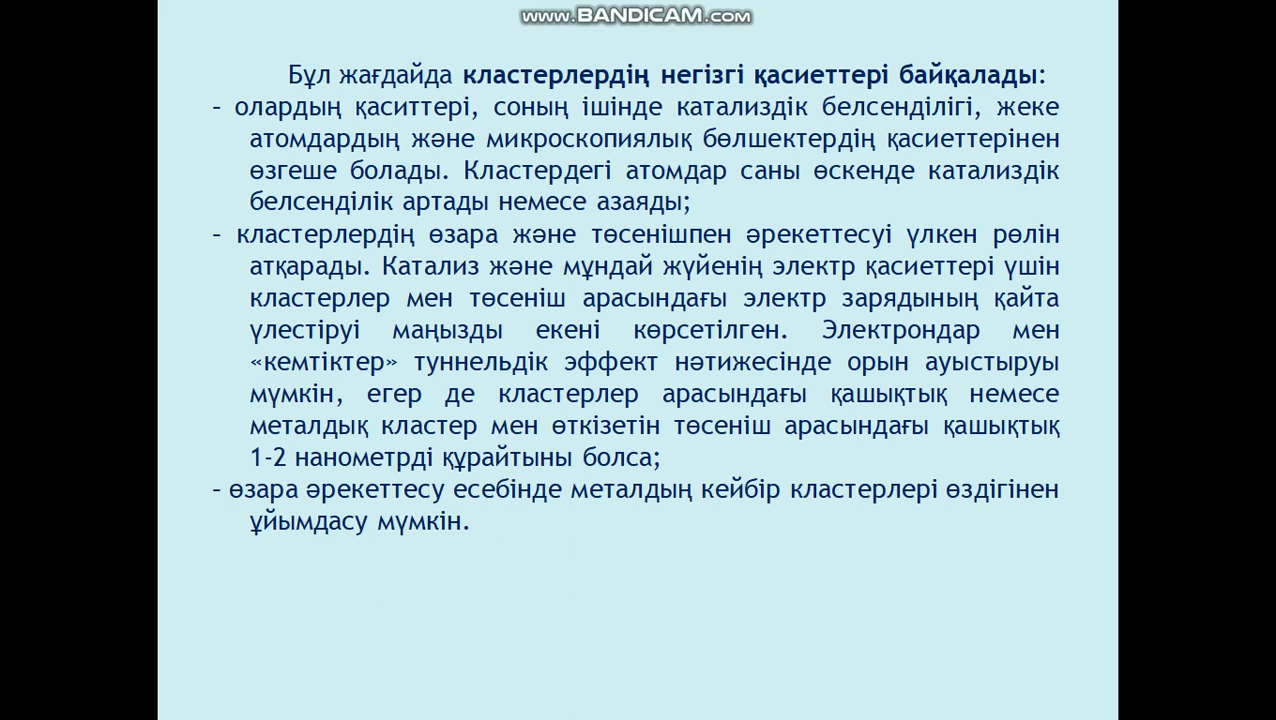 www.BANDICAM.com
Бұл жағдайда кластерлердің негізгі қасиеттері байқалады:
– олардың қаситтері, соның ішінде катализдік белсенділігі, жеке
атомдардың және микроскопиялық бөлшектердің қасиеттерінен
өзгеше болады. Кластердегі атомдар саны өскенде катализдік
белсенділік артады немесе азаяды;
– кластерлердің өзара және төсенішпен әрекеттесуі үлкен рөлін
атқарады. Катализ және мұндай жүйенің электр қасиеттері үшін
кластерлер мен төсеніш арасындағы электр зарядының қайта
үлестіруі маңызды екені көрсетілген. Электрондар мен
«кемтіктер» туннельдік эффект нәтижесінде орын ауыстыруы
мүмкін, егер де кластерлер арасындағы қашықтық немесе
металдық кластер мен өткізетін төсеніш арасындағы қашықтық
1-2 нанометрді құрайтыны болса;
– өзара әрекеттесу есебінде металдың кейбір кластерлері өздігінен
ұйымдасу мүмкін.